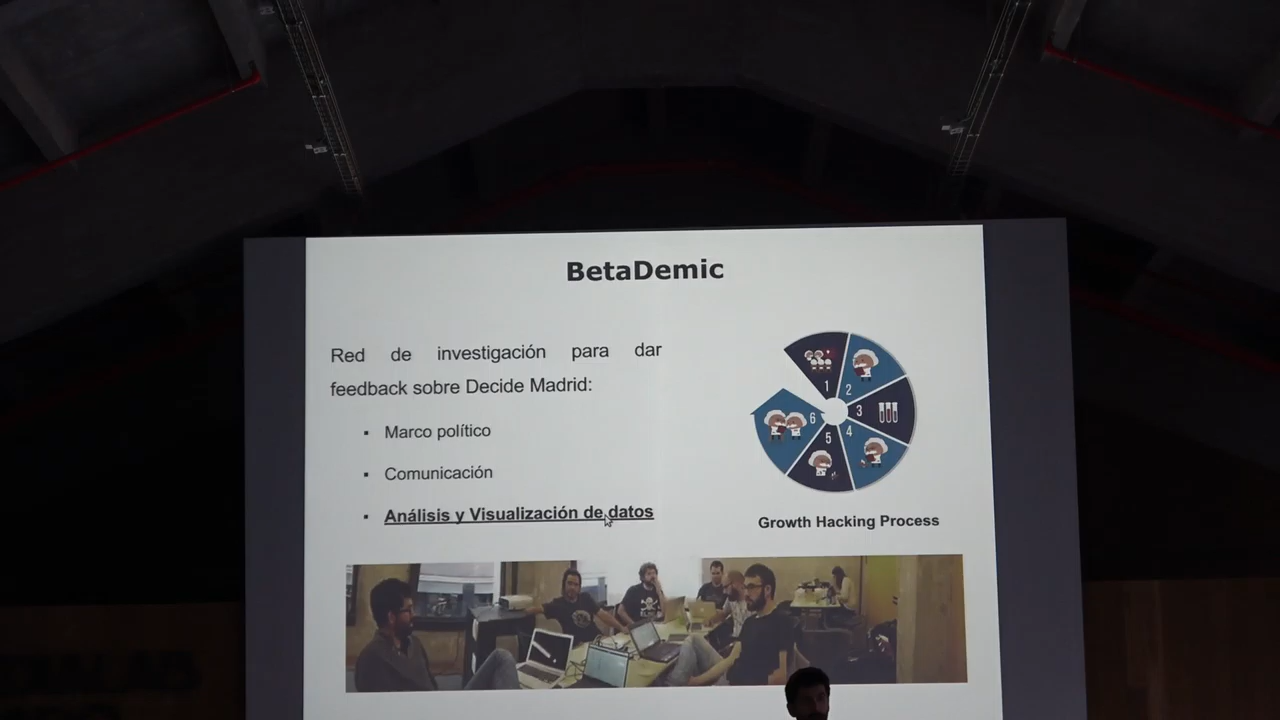 BetaDemic
Red de investigación para dar
feedback sobre Decide Madrid:
▪ Marco político
▪ Comunicación
▪ Análisis y Visualización de datos
1
2
3
4
5
6
Growth Hacking Process